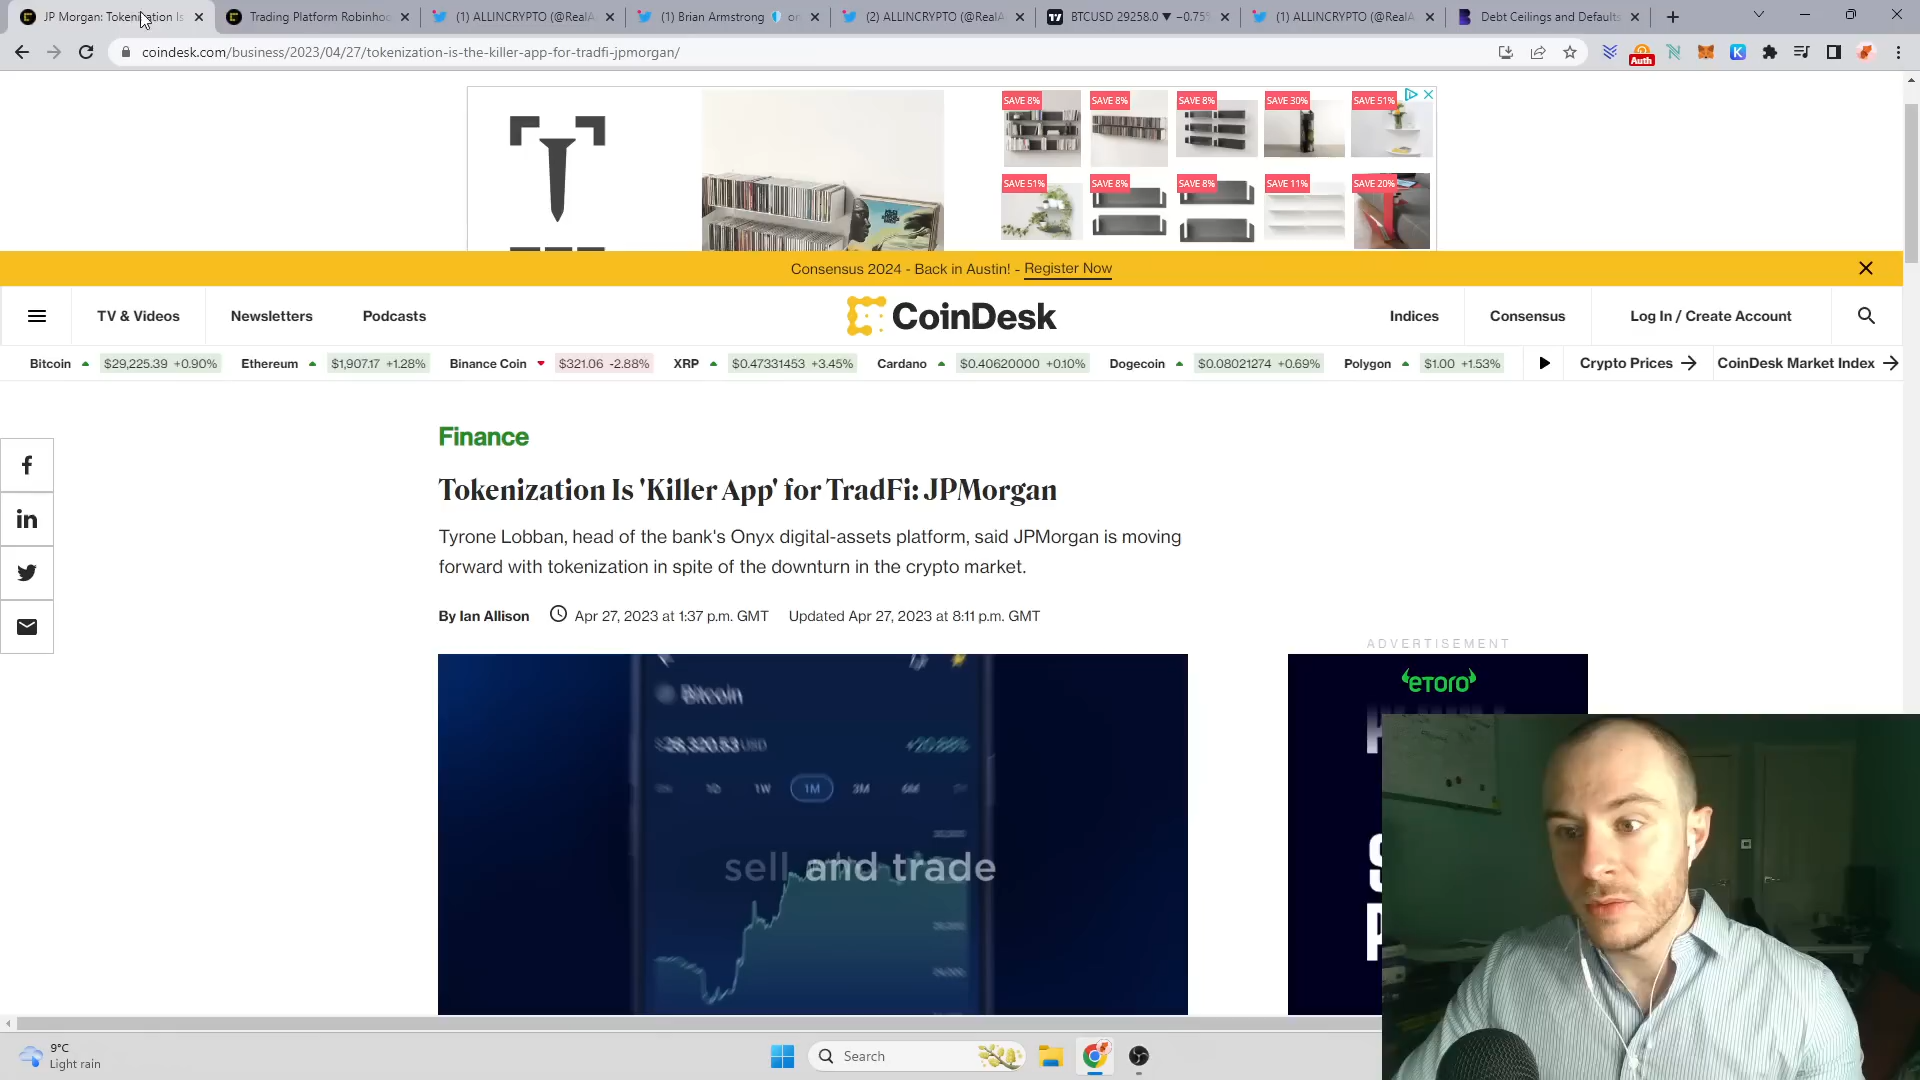 JP Morgan: Tokenization Is
Trading Platform Robinhoo
(1) ALLINCRYPTO (@RealA
(1) Brian Armstrong on
(2) ALLINCRYPTO (@RealA
BTCUSD 29258.0 ▼ −0.75%
(1) ALLINCRYPTO (@RealA
Debt Ceilings and Defaults
coindesk.com/business/2023/04/27/tokenization-is-the-killer-app-for-tradfi-jpmorgan/
Auth
SAVE 8%
SAVE 8%
SAVE 8%
SAVE 30%
SAVE 51%
SAVE 51%
SAVE 8%
SAVE 8%
SAVE 11%
SAVE 20%
Consensus 2024 - Back in Austin! - Register Now
TV & Videos
Newsletters
Podcasts
CoinDesk
Indices
Consensus
Log In / Create Account
Bitcoin $29,225.39 +0.90%
Ethereum $1,907.17 +1.28%
Binance Coin $321.06 -2.88%
XRP $0.47331453 +3.45%
Cardano $0.40620000 +0.10%
Dogecoin $0.08021274 +0.69%
Polygon $1.00 +1.53%
Crypto Prices
CoinDesk Market Index
Finance
Tokenization Is 'Killer App' for TradFi: JPMorgan
Tyrone Lobban, head of the bank's Onyx digital-assets platform, said JPMorgan is moving
forward with tokenization in spite of the downturn in the crypto market.
By Ian Allison
Apr 27, 2023 at 1:37 p.m. GMT
Updated Apr 27, 2023 at 8:11 p.m. GMT
ADVERTISEMENT
eToro
Bitcoin
1D
1W
1M
3M
6M
sell and trade
9°C
Light rain
Search